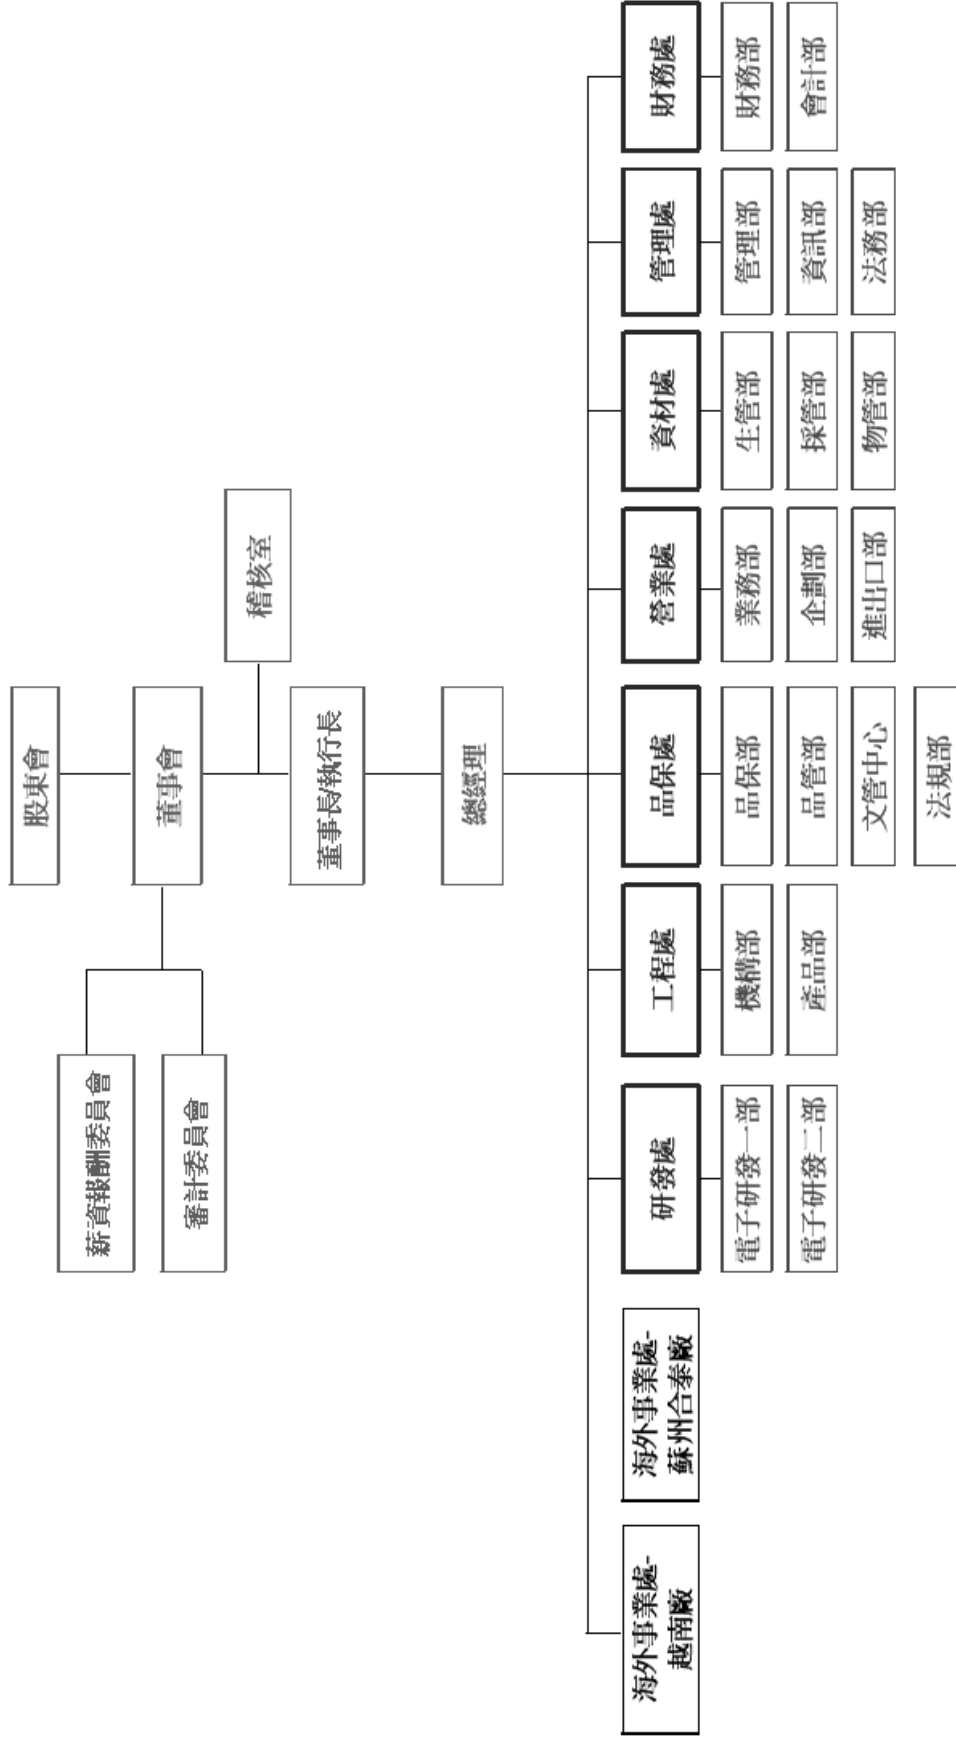 股東會
董事會
薪資報酬委員會
審計委員會
稽核室
董事長/執行長
總經理
海外事業處-
越南廠
海外事業處-
蘇州合泰廠
研發處
電子研發一部
電子研發二部
工程處
機構部
產品部
品保處
品保部
品管部
文管中心
法規部
營業處
業務部
企劃部
進出口部
資材處
生管部
採管部
物管部
管理處
管理部
資訊部
法務部
財務處
財務部
會計部